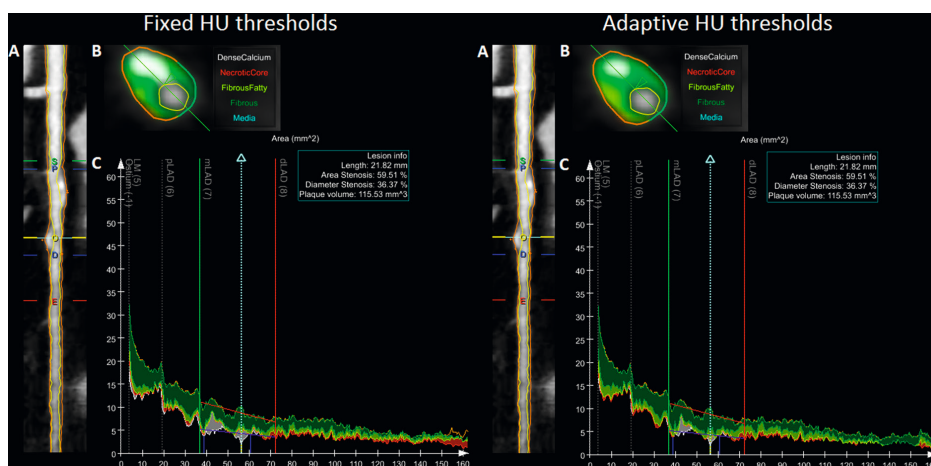 Fixed HU thresholds
A
B
DenseCalcium
NecroticCore
FibrousFatty
Fibrous
Media
Area (mm^2)
C
Lesion info
Length: 21.82 mm
Area Stenosis: 59.51 %
Diameter Stenosis: 36.37 %
Plaque volume: 115.53 mm^3
LM (5)
Ostium (-1)
pLAD (6)
mLAD (7)
dLAD (8)
S
P
O
D
E
60
55
50
45
40
35
30
25
20
15
10
5
0
0 10 20 30 40 50 60 70 80 90 100 110 120 130 140 150 160
Adaptive HU thresholds
A
B
DenseCalcium
NecroticCore
FibrousFatty
Fibrous
Media
Area (mm^2)
C
Lesion info
Length: 21.82 mm
Area Stenosis: 59.51 %
Diameter Stenosis: 36.37 %
Plaque volume: 115.53 mm^3
LM (5)
Ostium (-1)
pLAD (6)
mLAD (7)
dLAD (8)
S
P
O
D
E
60
55
50
45
40
35
30
25
20
15
10
5
0
0 10 20 30 40 50 60 70 80 90 100 110 120 130 140 150 160